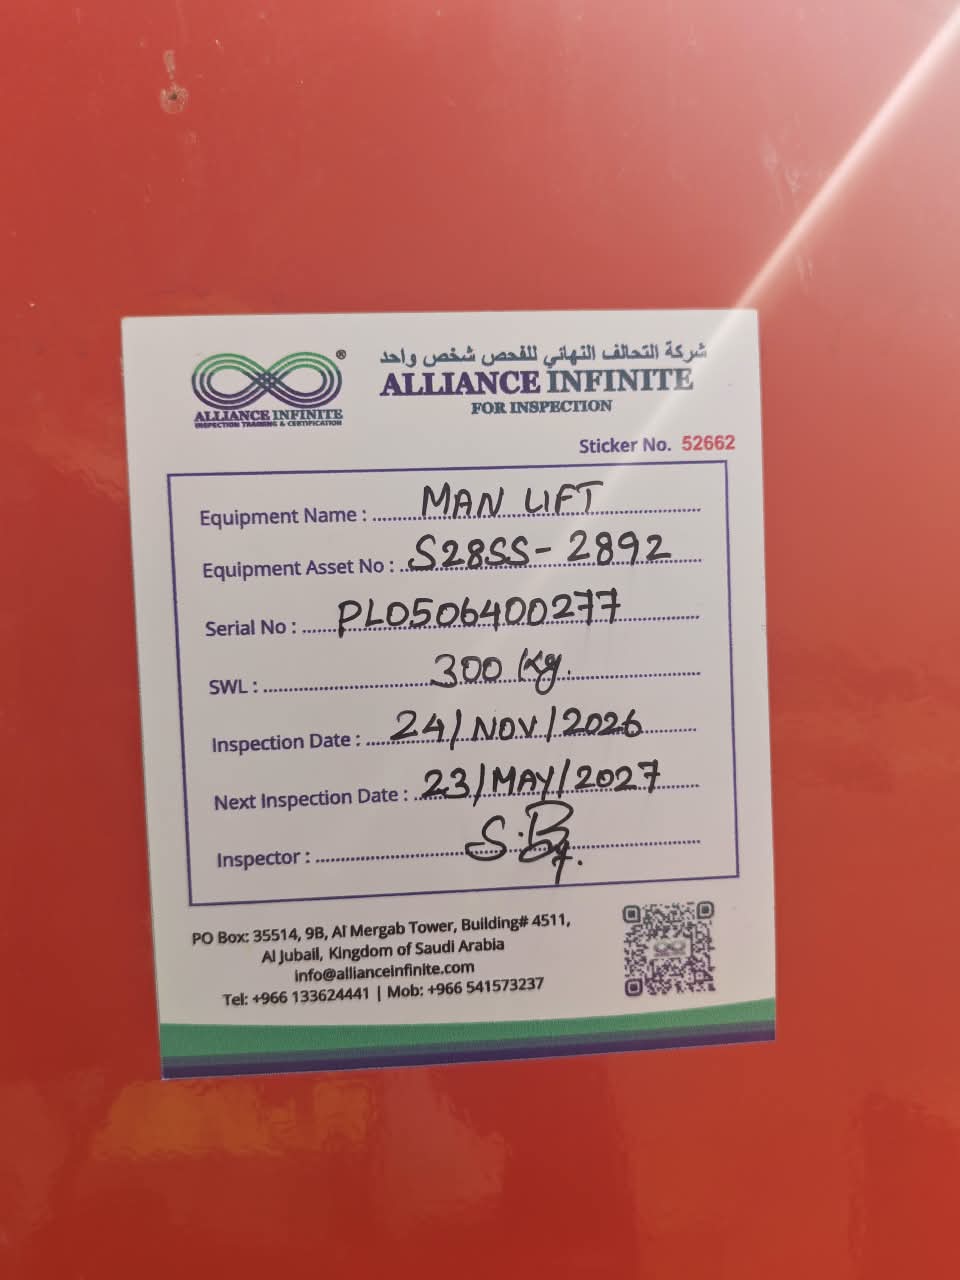 ALLIANCE INFINITE
INSPECTION TRAINING & CERTIFICATION
®
شركة التحالف النهائي للفحص شخص واحد
ALLIANCE INFINITE
FOR INSPECTION
Sticker No. 52662
Equipment Name : MAN LIFT
Equipment Asset No : S28SS-2892
Serial No : PL0506400277
SWL : 300 Kg.
Inspection Date : 24/NOV/2026
Next Inspection Date : 23/MAY/2027
Inspector :
PO Box: 35514, 9B, Al Mergab Tower, Building# 4511,
Al Jubail, Kingdom of Saudi Arabia
info@allianceinfinite.com
Tel: +966 133624441 | Mob: +966 541573237